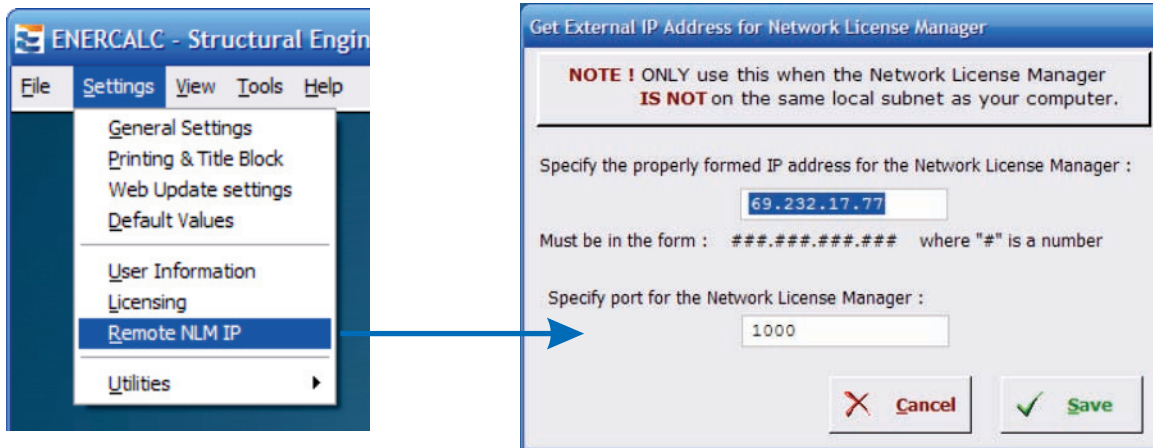 ENERCALC - Structural Engin
File Settings View Tools Help
General Settings
Printing & Title Block
Web Update settings
Default Values
User Information
Licensing
Remote NLM IP
Utilities
Get External IP Address for Network License Manager
NOTE ! ONLY use this when the Network License Manager
IS NOT on the same local subnet as your computer.
Specify the properly formed IP address for the Network License Manager :
69.232.17.77
Must be in the form : ###.###.###.### where "#" is a number
Specify port for the Network License Manager :
1000
Cancel Save